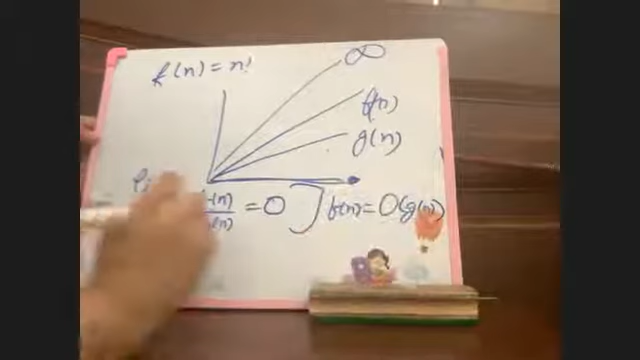 f(n) = n!
∞
f(n)
g(n)
= 0 ] f(n) = O(g(n))